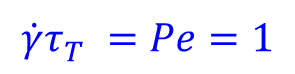 γ̇τ_T = Pe = 1